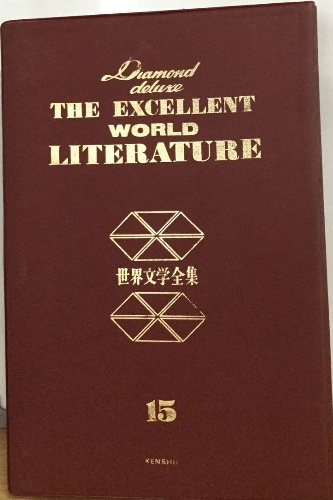 Diamond
deluxe
THE EXCELLENT
WORLD
LITERATURE
世界文学全集
15
KENSHU